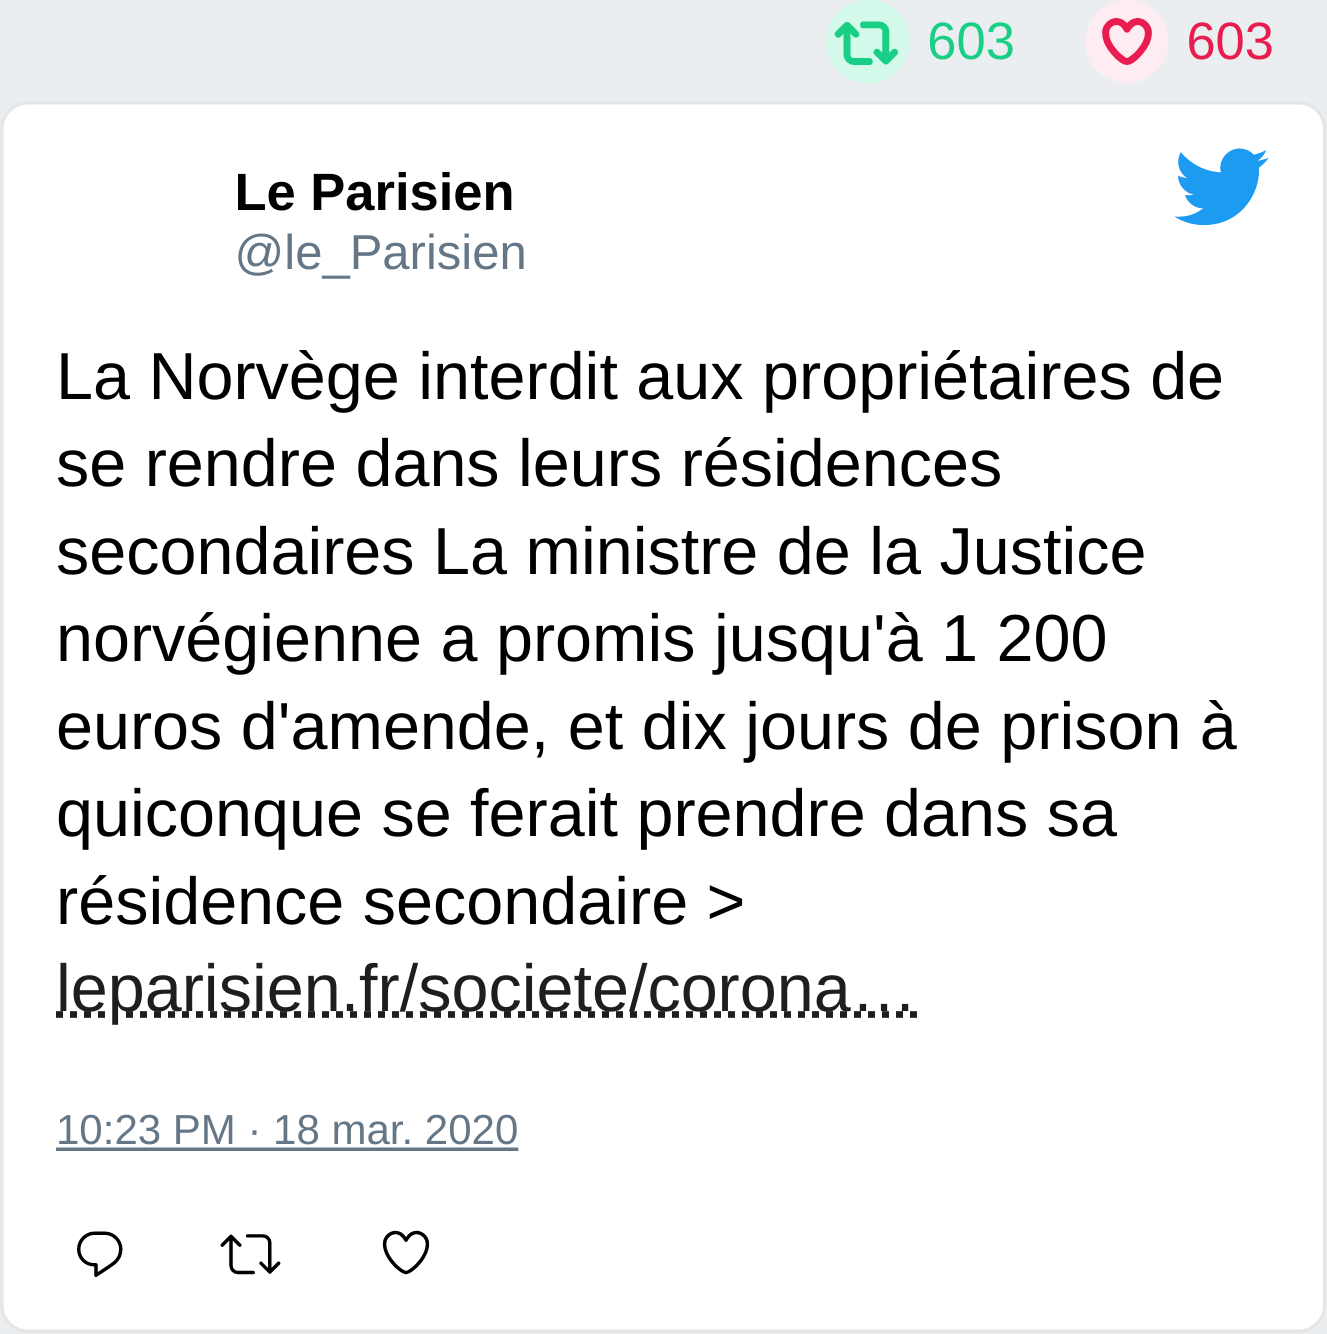 603 603
Le Parisien
@le_Parisien
La Norvège interdit aux propriétaires de
se rendre dans leurs résidences
secondaires La ministre de la Justice
norvégienne a promis jusqu'à 1 200
euros d'amende, et dix jours de prison à
quiconque se ferait prendre dans sa
résidence secondaire >
leparisien.fr/societe/corona…
10:23 PM · 18 mar. 2020